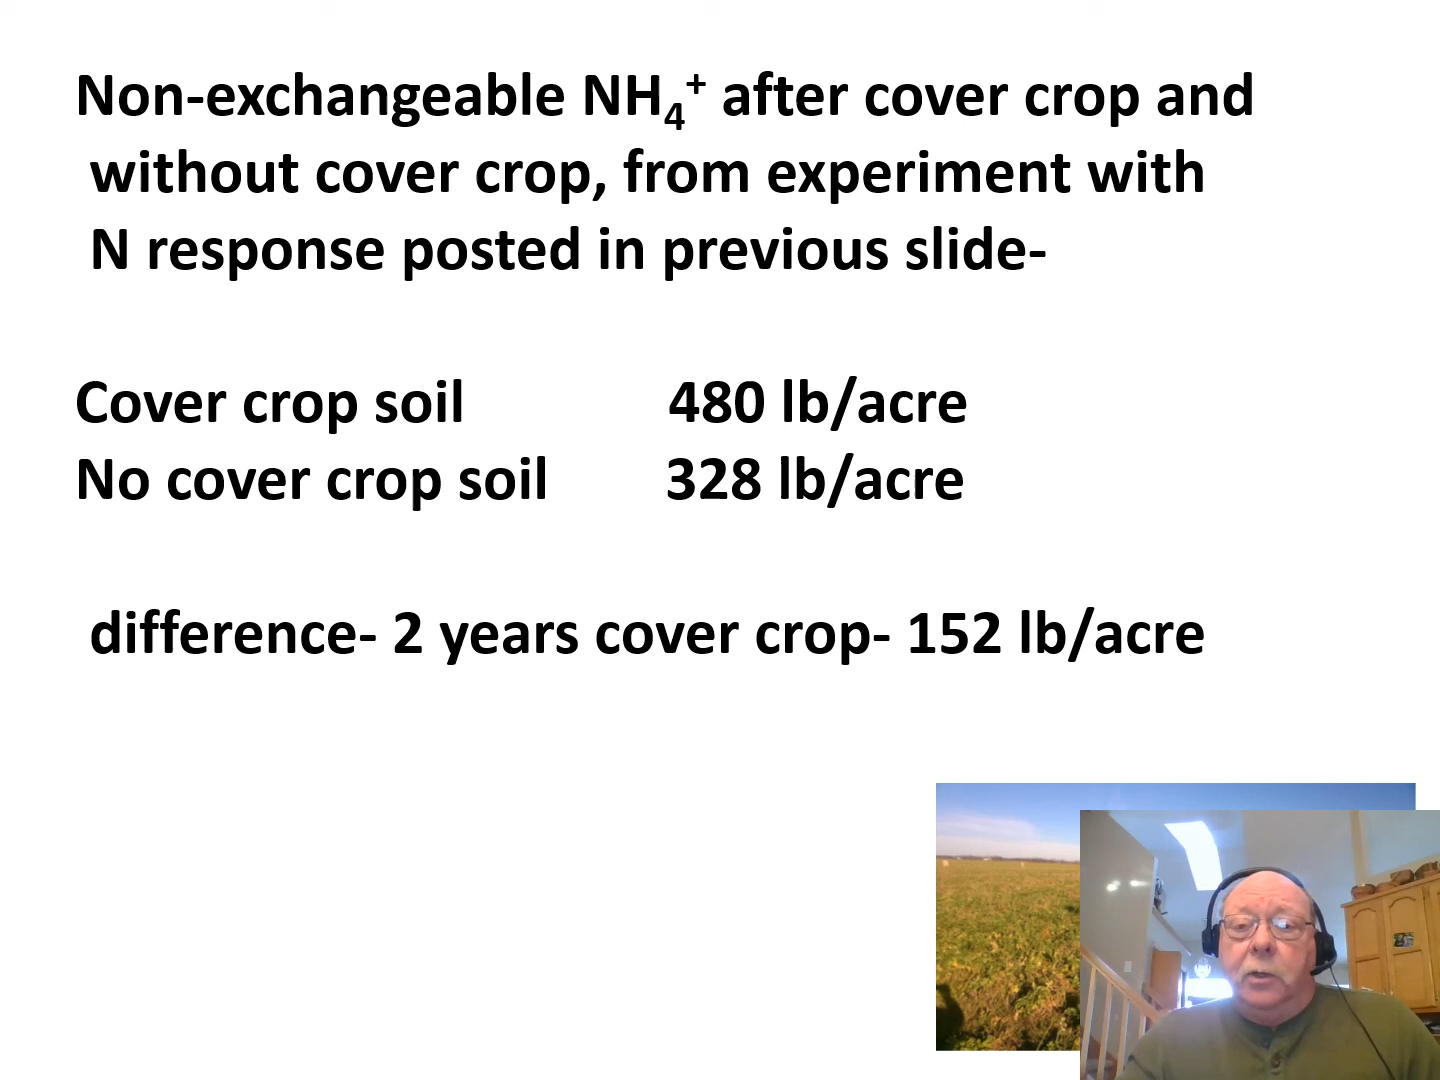 Non-exchangeable NH₄⁺ after cover crop and
without cover crop, from experiment with
N response posted in previous slide-
Cover crop soil 480 lb/acre
No cover crop soil 328 lb/acre
difference- 2 years cover crop- 152 lb/acre